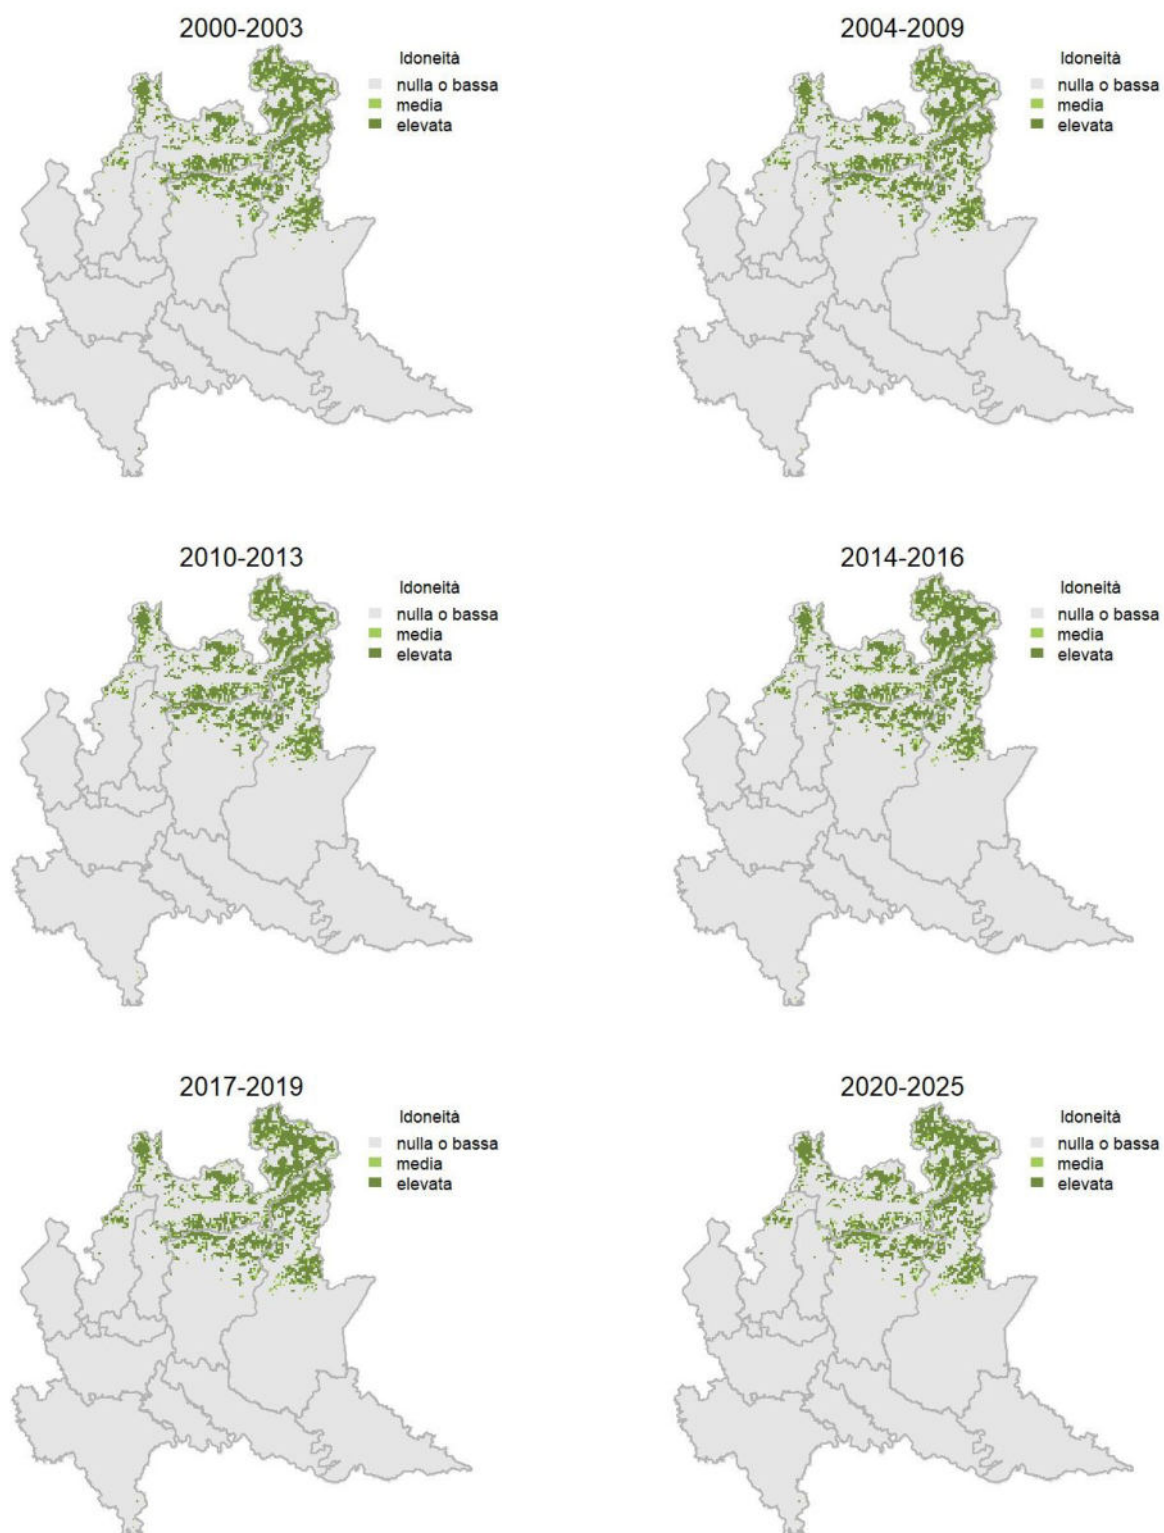 2000-2003
Idoneità
nulla o bassa
media
elevata
2004-2009
Idoneità
nulla o bassa
media
elevata
2010-2013
Idoneità
nulla o bassa
media
elevata
2014-2016
Idoneità
nulla o bassa
media
elevata
2017-2019
Idoneità
nulla o bassa
media
elevata
2020-2025
Idoneità
nulla o bassa
media
elevata